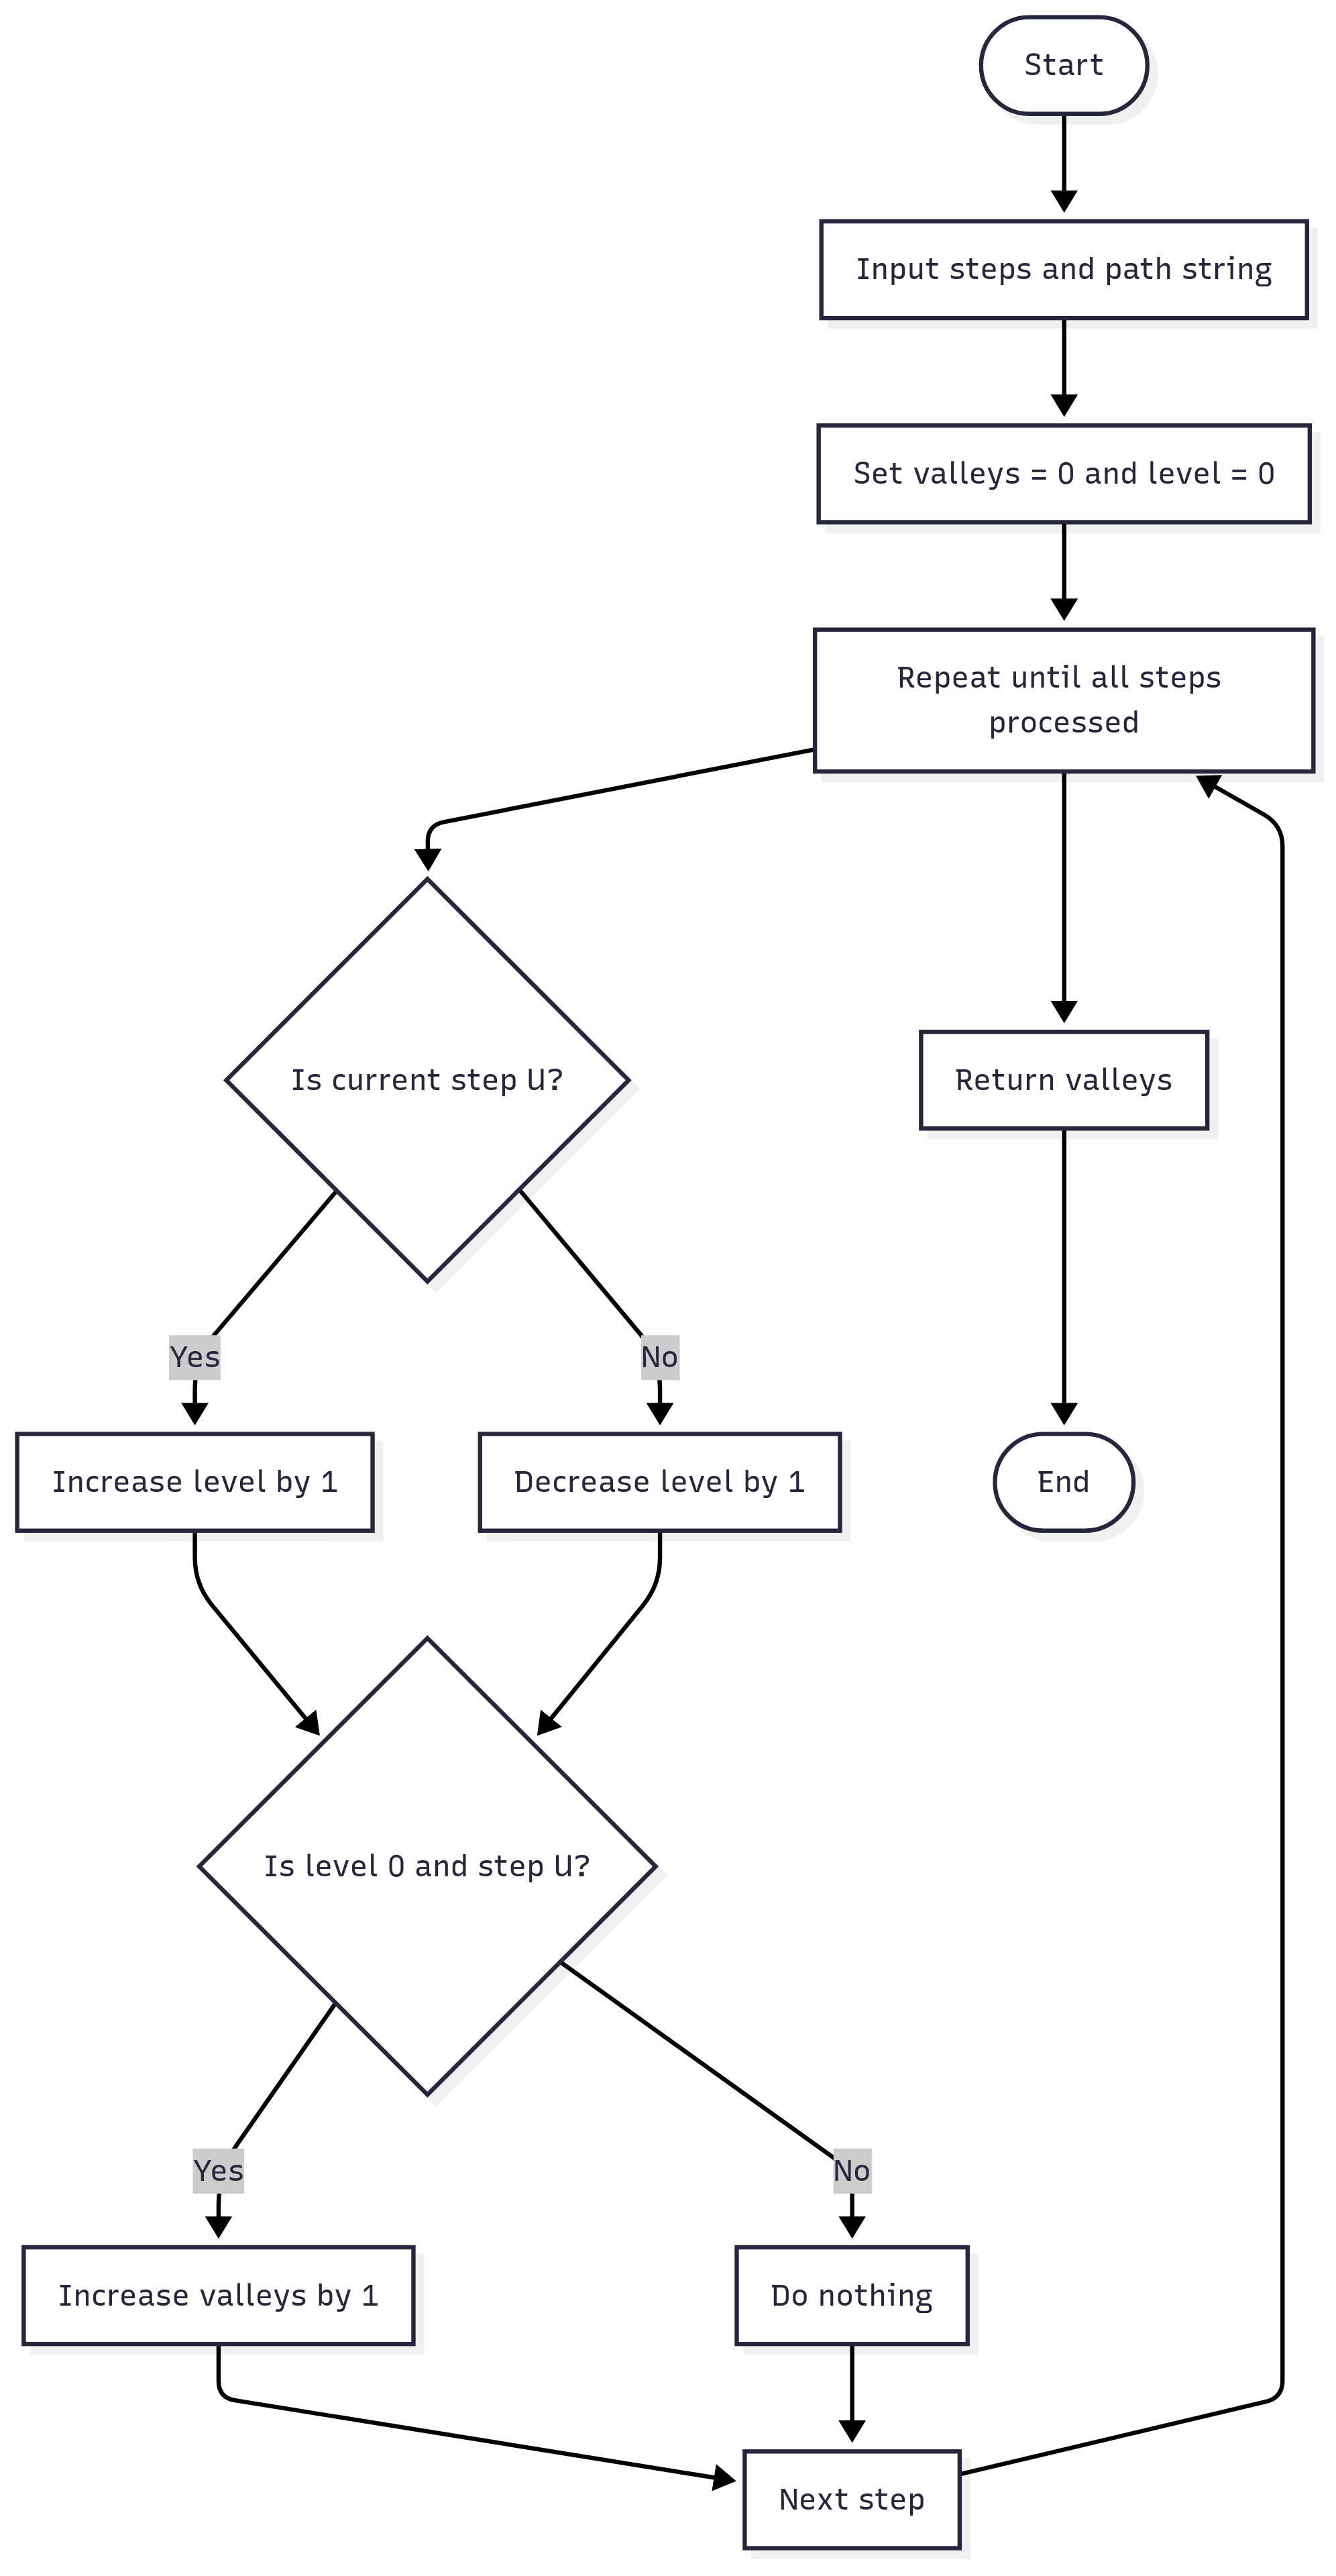 Start
Input steps and path string
Set valleys = 0 and level = 0
Repeat until all steps
processed
Is current step U?
Return valleys
Yes
No
Increase level by 1
Decrease level by 1
End
Is level 0 and step U?
Yes
No
Increase valleys by 1
Do nothing
Next step